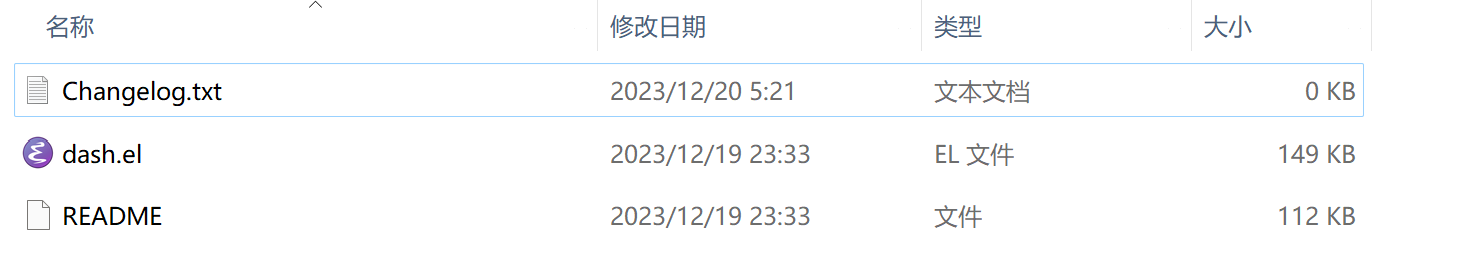 名称 修改日期 类型 大小
Changelog.txt 2023/12/20 5:21 文本文档 0 KB
dash.el 2023/12/19 23:33 EL 文件 149 KB
README 2023/12/19 23:33 文件 112 KB